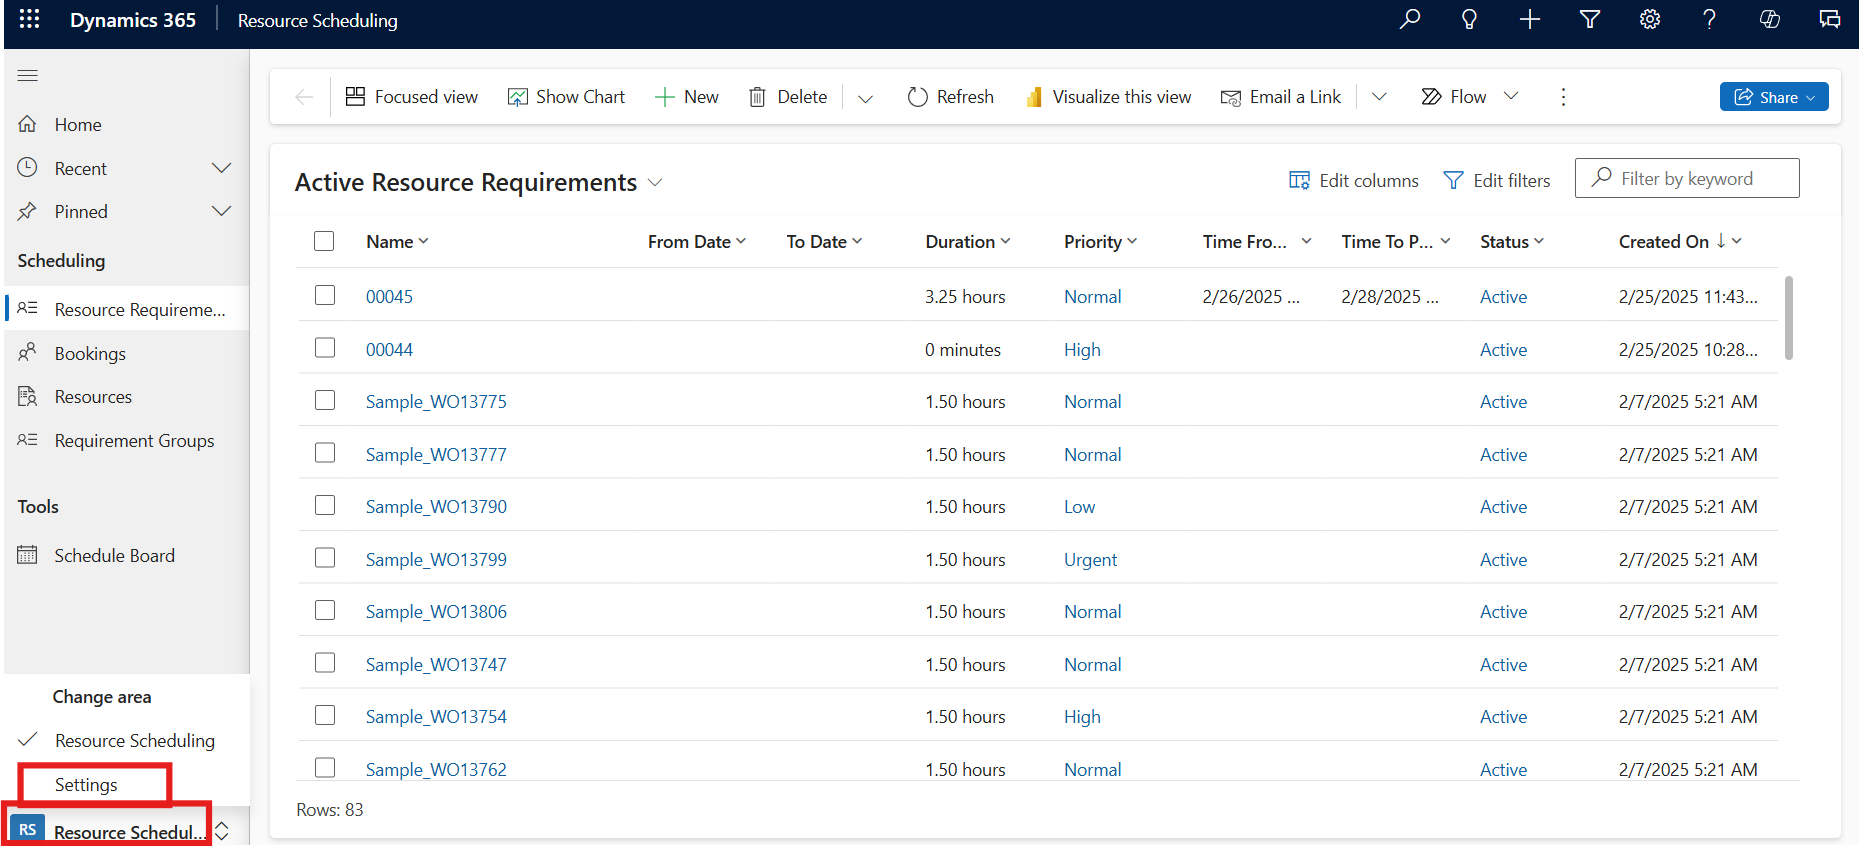 Dynamics 365 Resource Scheduling
Focused view Show Chart New Delete Refresh Visualize this view Email a Link Flow Share
Home
Recent
Pinned
Scheduling
Resource Requireme...
Bookings
Resources
Requirement Groups
Tools
Schedule Board
Change area
Resource Scheduling
Settings
RS Resource Schedul...
Active Resource Requirements Edit columns Edit filters Filter by keyword
Name From Date To Date Duration Priority Time Fro... Time To P... Status Created On
00045 3.25 hours Normal 2/26/2025 ... 2/28/2025 ... Active 2/25/2025 11:43...
00044 0 minutes High Active 2/25/2025 10:28...
Sample_WO13775 1.50 hours Normal Active 2/7/2025 5:21 AM
Sample_WO13777 1.50 hours Normal Active 2/7/2025 5:21 AM
Sample_WO13790 1.50 hours Low Active 2/7/2025 5:21 AM
Sample_WO13799 1.50 hours Urgent Active 2/7/2025 5:21 AM
Sample_WO13806 1.50 hours Normal Active 2/7/2025 5:21 AM
Sample_WO13747 1.50 hours Normal Active 2/7/2025 5:21 AM
Sample_WO13754 1.50 hours High Active 2/7/2025 5:21 AM
Sample_WO13762 1.50 hours Normal Active 2/7/2025 5:21 AM
Rows: 83